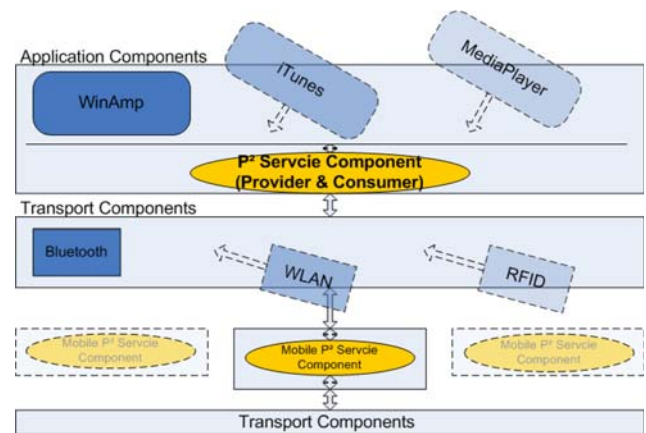 Application Components
iTunes
MediaPlayer
WinAmp
P² Servcie Component
(Provider & Consumer)
Transport Components
Bluetooth
WLAN
RFID
Mobile P² Servcie
Component
Mobile P² Servcie
Component
Mobile P² Servcie
Component
Transport Components